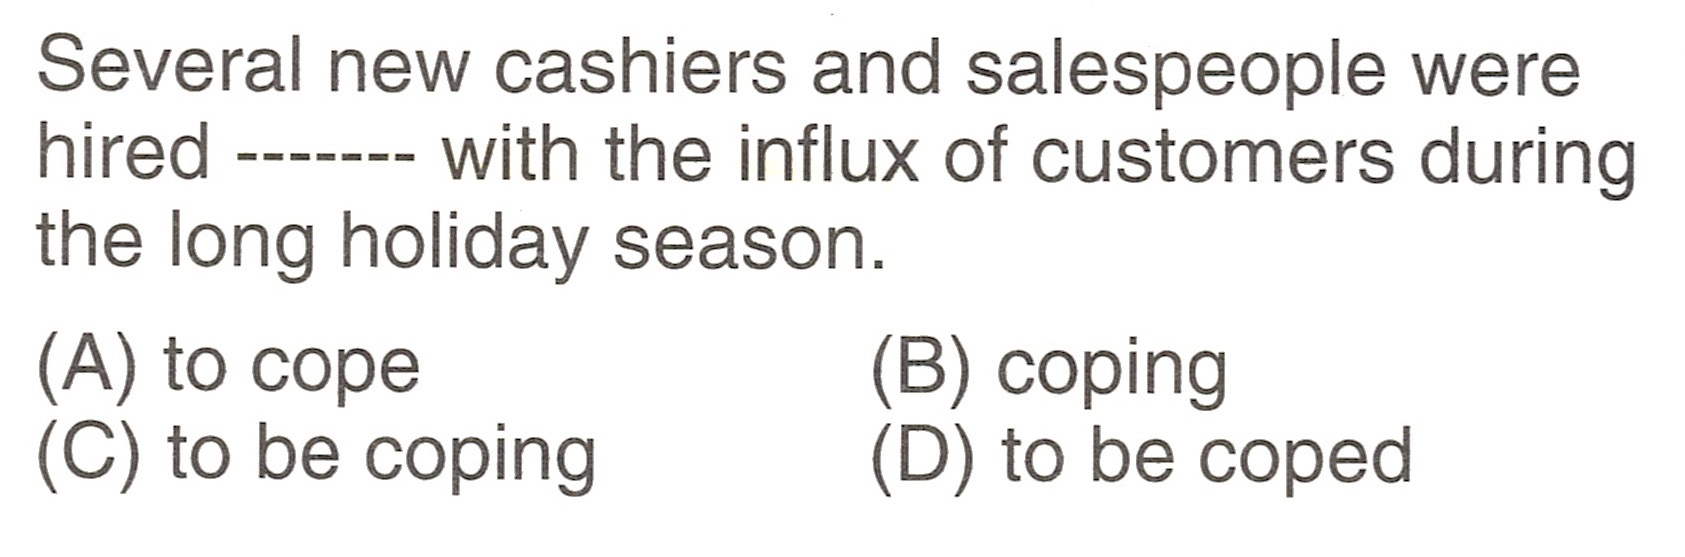 Several new cashiers and salespeople were
hired ------- with the influx of customers during
the long holiday season.
(A) to cope
(B) coping
(C) to be coping
(D) to be coped